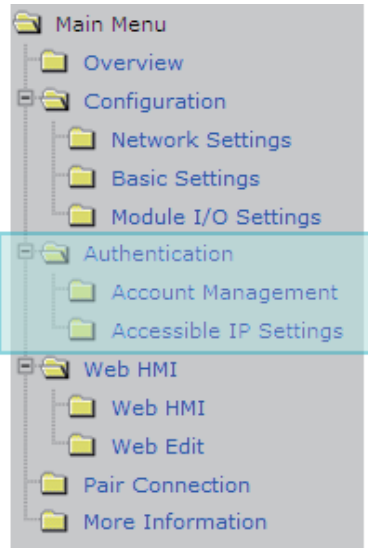 Main Menu
Overview
Configuration
Network Settings
Basic Settings
Module I/O Settings
Authentication
Account Management
Accessible IP Settings
Web HMI
Web HMI
Web Edit
Pair Connection
More Information